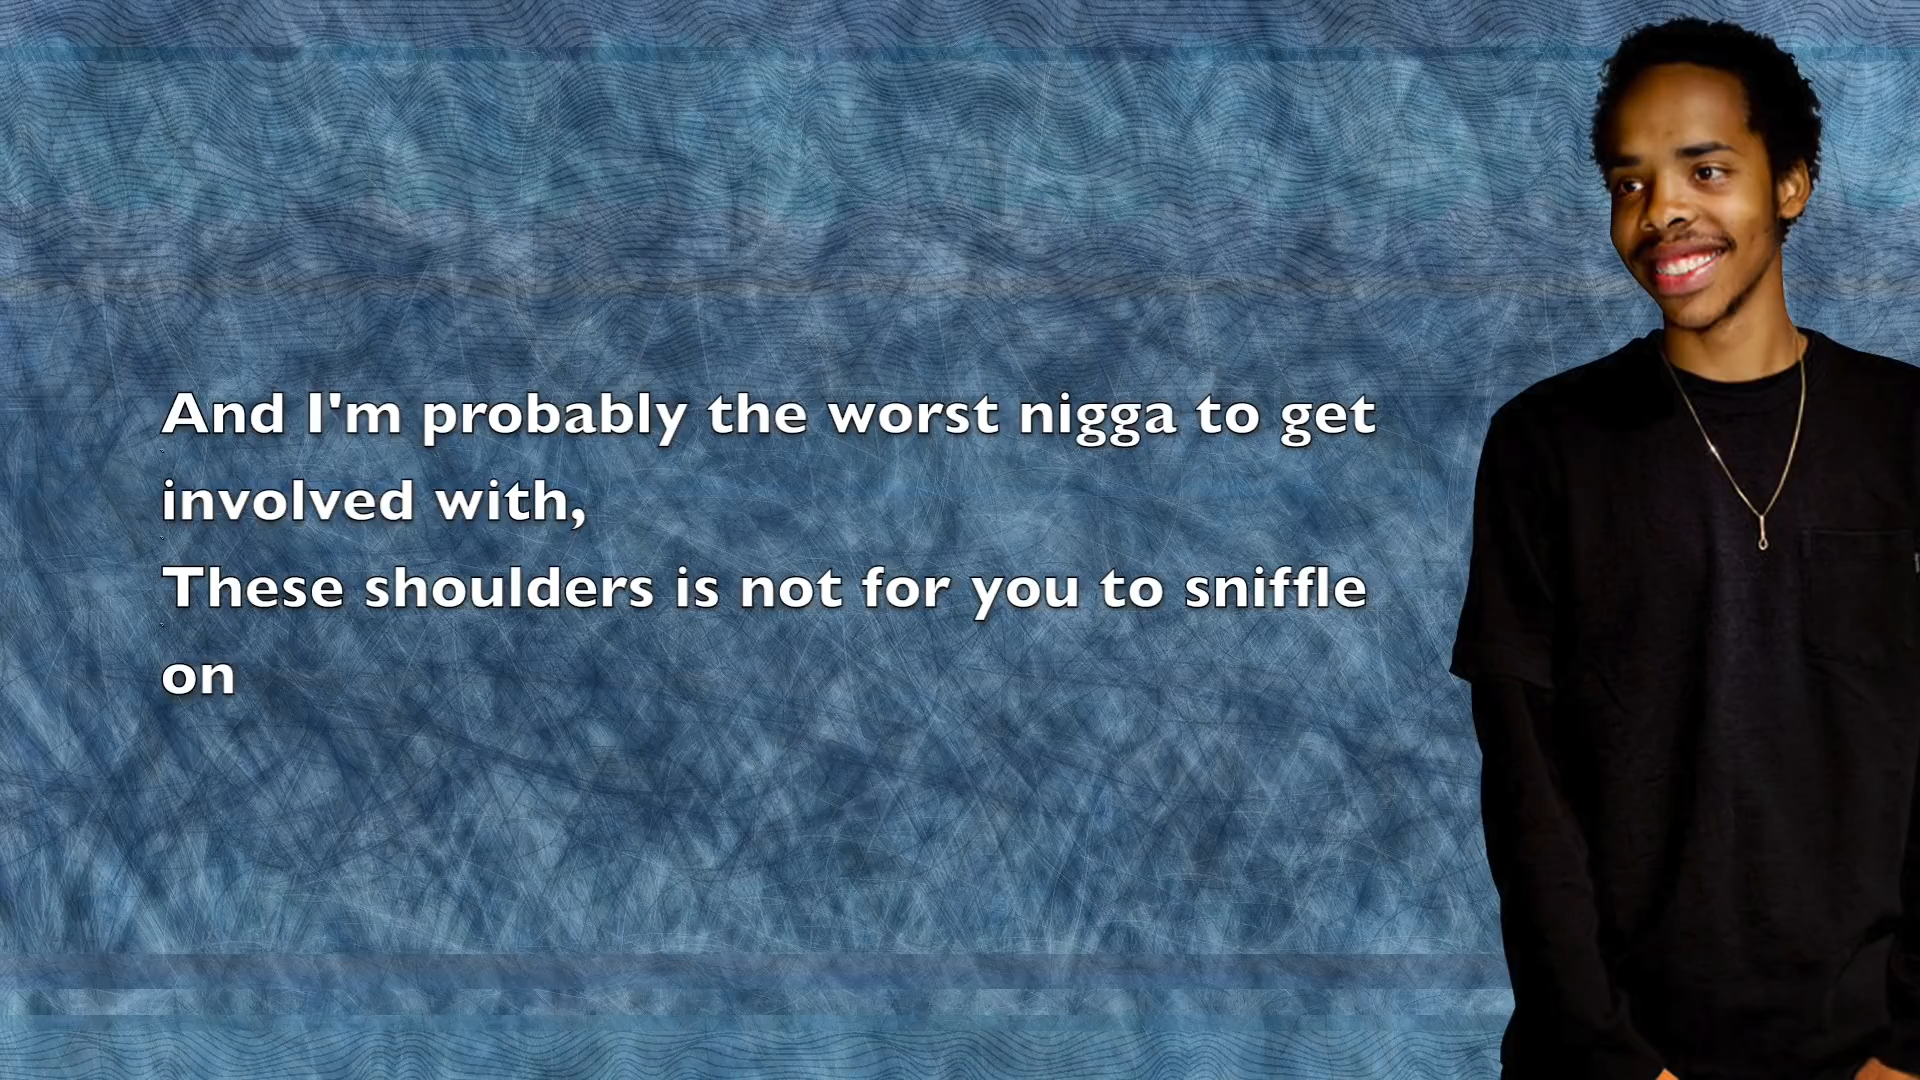 And I'm probably the worst nigga to get
involved with,
These shoulders is not for you to sniffle
on